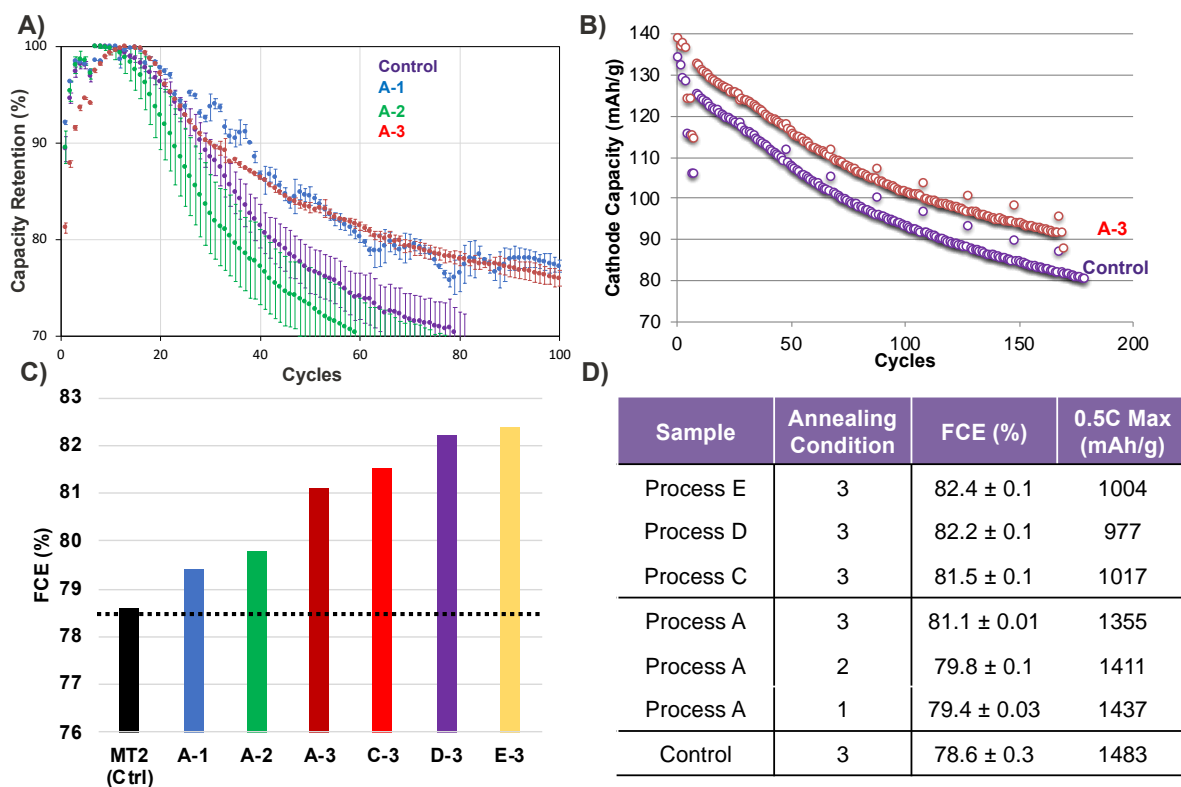 A)
Capacity Retention (%)
100
90
80
70
0 20 40 60 80 100
Cycles
Control
A-1
A-2
A-3
B)
Cathode Capacity (mAh/g)
140
130
120
110
100
90
80
70
0 50 100 150 200
Cycles
A-3
Control
C)
FCE (%)
83
82
81
80
79
78
77
76
MT2 A-1 A-2 A-3 C-3 D-3 E-3
(Ctrl)
D)
Sample Annealing Condition FCE (%) 0.5C Max (mAh/g)
Process E 3 82.4 ± 0.1 1004
Process D 3 82.2 ± 0.1 977
Process C 3 81.5 ± 0.1 1017
Process A 3 81.1 ± 0.01 1355
Process A 2 79.8 ± 0.1 1411
Process A 1 79.4 ± 0.03 1437
Control 3 78.6 ± 0.3 1483